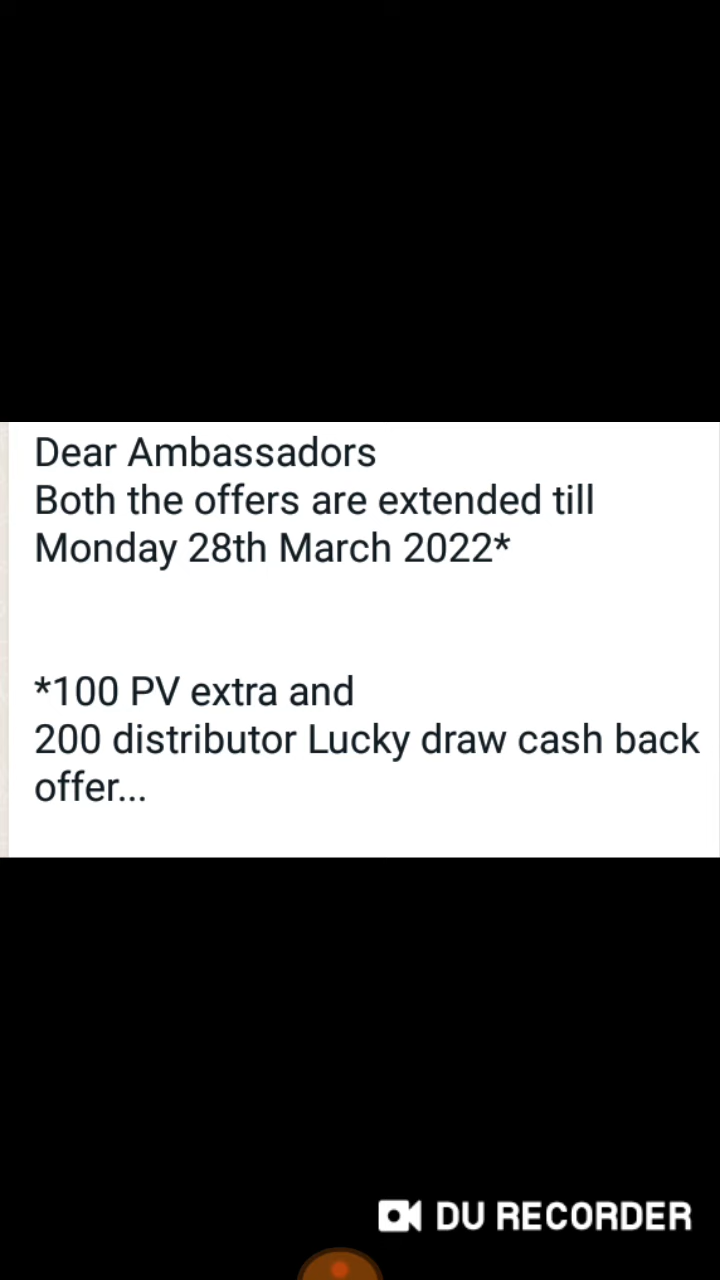 Dear Ambassadors
Both the offers are extended till
Monday 28th March 2022*
*100 PV extra and
200 distributor Lucky draw cash back
offer...
DU RECORDER